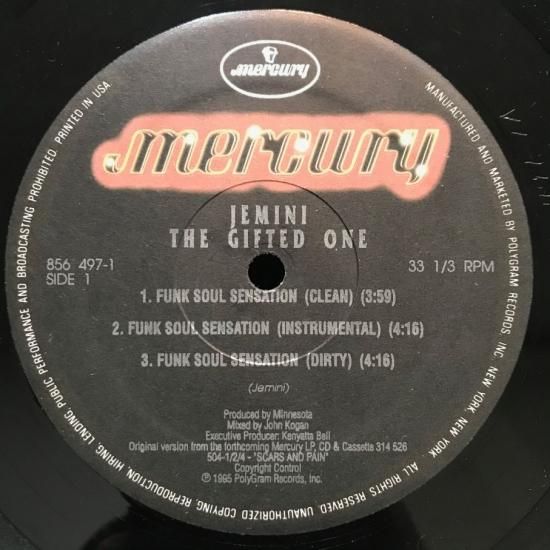 mercury
mercury
JEMINI
THE GIFTED ONE
856 497-1
SIDE 1
33 1/3 RPM
1. FUNK SOUL SENSATION (CLEAN) (3:59)
2. FUNK SOUL SENSATION (INSTRUMENTAL) (4:16)
3. FUNK SOUL SENSATION (DIRTY) (4:16)
(Jemini)
Produced by Minnesota
Mixed by John Kogan
Executive Producer: Kenyatta Bell
Original version from the forthcoming Mercury LP, CD & Cassette 314 526
504-1/2/4 - "SCARS AND PAIN"
Copyright Control
℗ 1995 PolyGram Records, Inc.
MANUFACTURED AND MARKETED BY POLYGRAM RECORDS INC. NEW YORK, NEW YORK. ALL RIGHTS RESERVED. UNAUTHORIZED COPYING, REPRODUCTION, HIRING, LENDING, PUBLIC PERFORMANCE AND BROADCASTING PROHIBITED. PRINTED IN USA